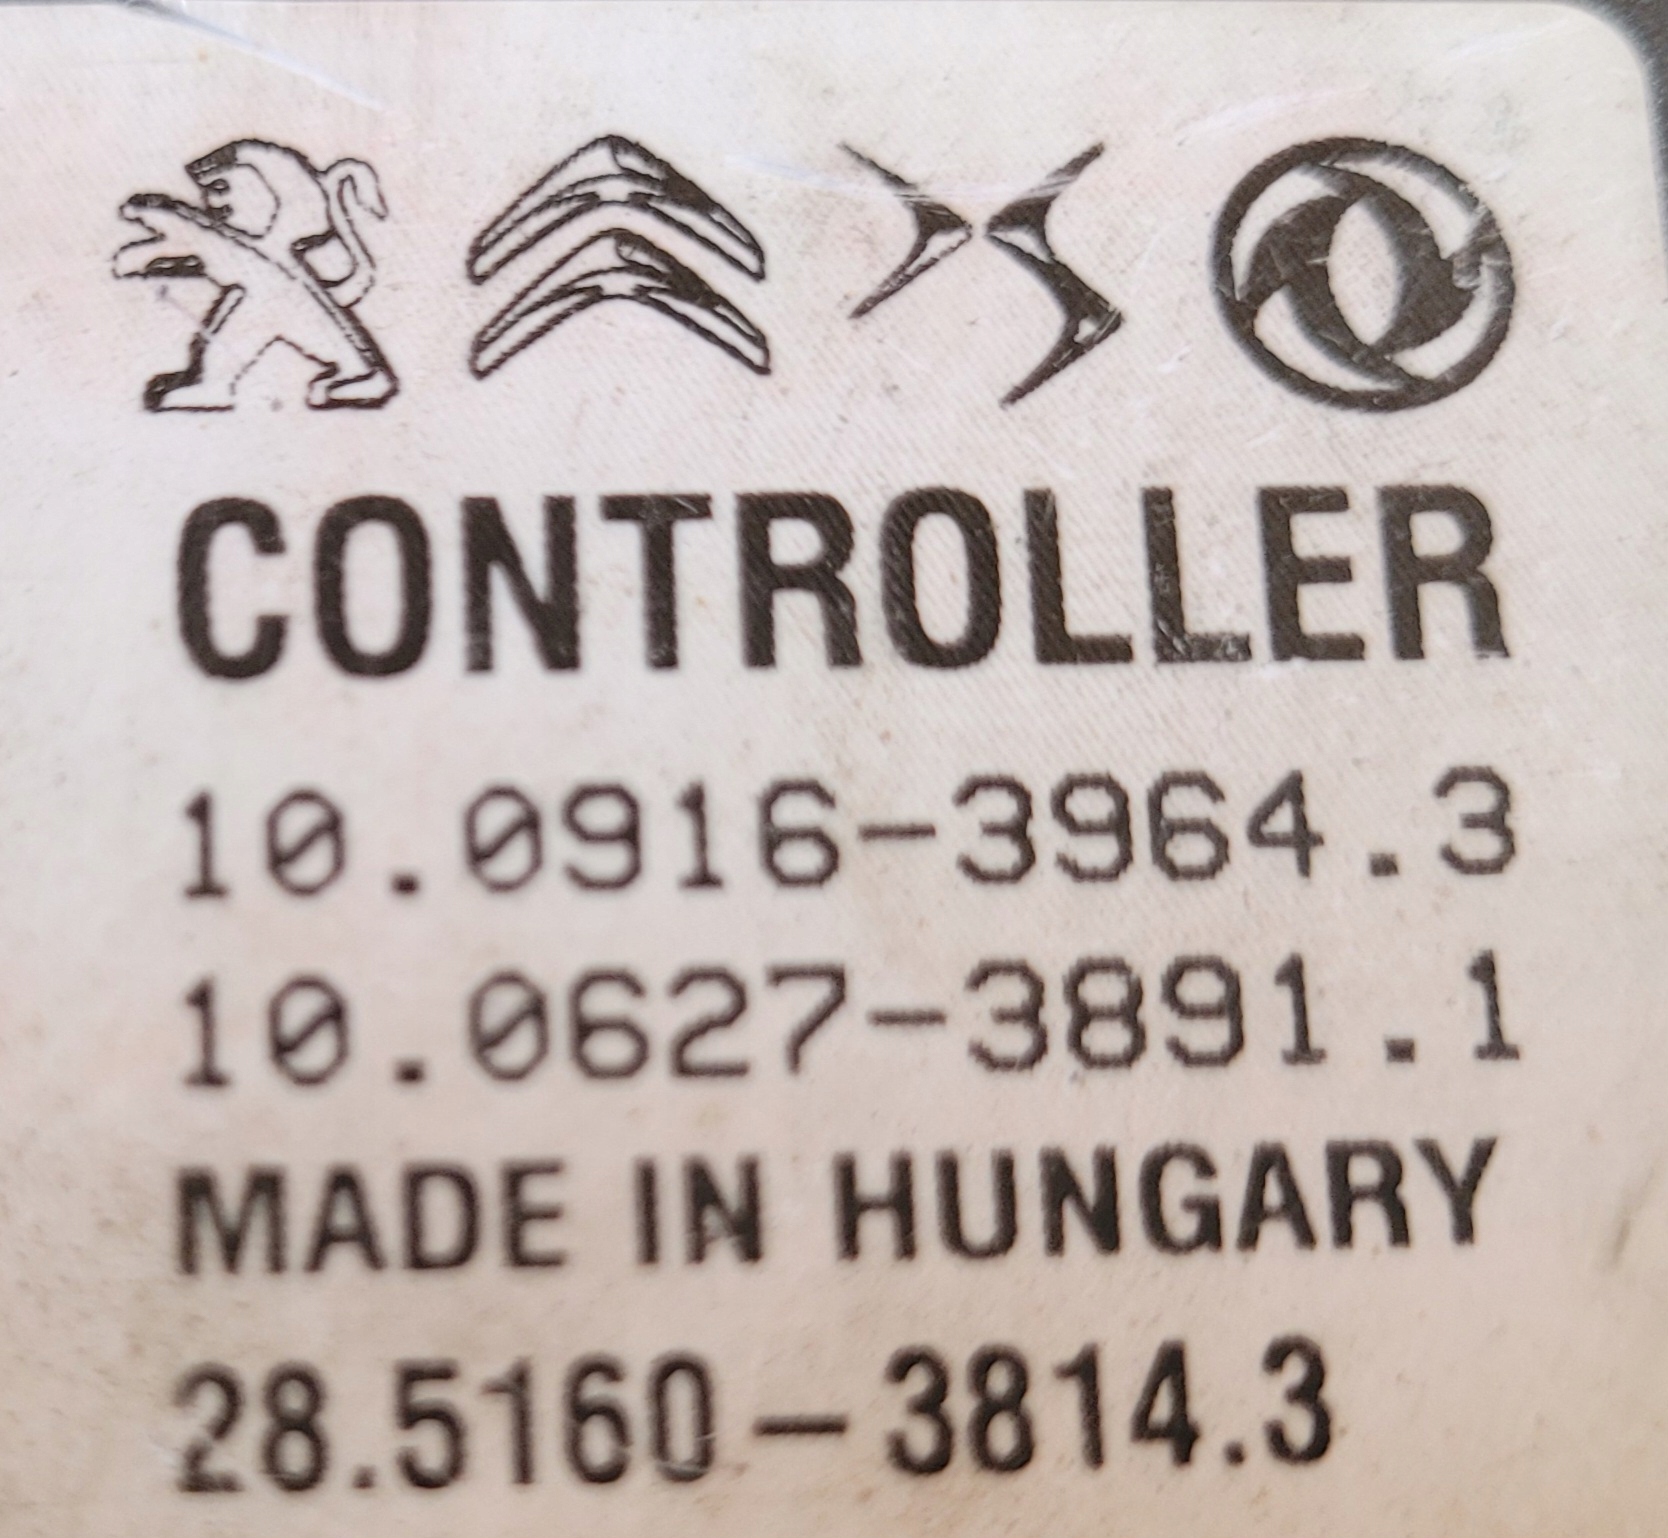 CONTROLLER
10.0916-3964.3
10.0627-3891.1
MADE IN HUNGARY
28.5160-3814.3